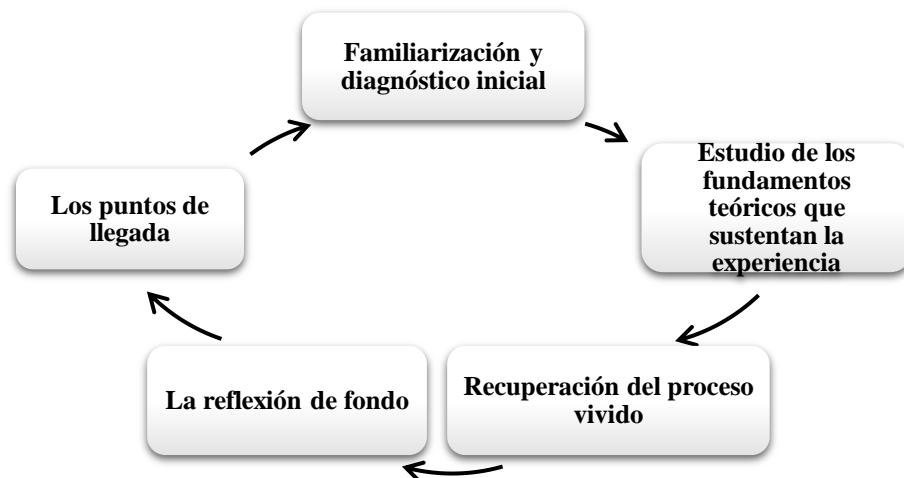 Familiarización y
diagnóstico inicial
Estudio de los
fundamentos
teóricos que
sustentan la
experiencia
Recuperación del proceso
vivido
La reflexión de fondo
Los puntos de
llegada